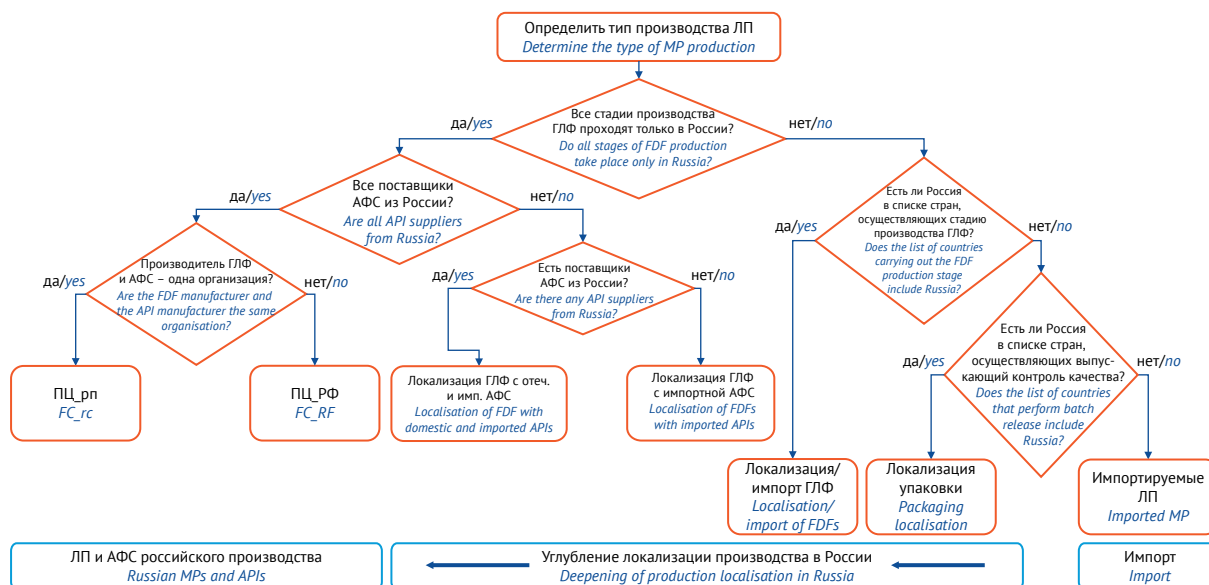 Определить тип производства ЛП
Determine the type of MP production
Все стадии производства
ГЛФ проходят только в России?
Do all stages of FDF production
take place only in Russia?
да/yes
нет/no
Все поставщики
АФС из России?
Are all API suppliers
from Russia?
да/yes
нет/no
Есть ли Россия
в списке стран,
осуществляющих стадию
производства ГЛФ?
Does the list of countries
carrying out the FDF
production stage
include Russia?
да/yes
нет/no
Производитель ГЛФ
и АФС – одна организация?
Are the FDF manufacturer and
the API manufacturer the same
organisation?
да/yes
нет/no
Есть поставщики
АФС из России?
Are there any API suppliers
from Russia?
да/yes
нет/no
Есть ли Россия
в списке стран,
осуществляющих выпус-
кающий контроль качества?
Does the list of countries
that perform batch
release include
Russia?
да/yes
нет/no
ПЦ_рп
FC_rc
ПЦ_РФ
FC_RF
Локализация ГЛФ с отеч.
и имп. АФС
Localisation of FDF with
domestic and imported APIs
Локализация ГЛФ
с импортной АФС
Localisation of FDFs
with imported APIs
Локализация/
импорт ГЛФ
Localisation/
import of FDFs
Локализация
упаковки
Packaging
localisation
Импортируемые
ЛП
Imported MP
ЛП и АФС российского производства
Russian MPs and APIs
Углубление локализации производства в России
Deepening of production localisation in Russia
Импорт
Import